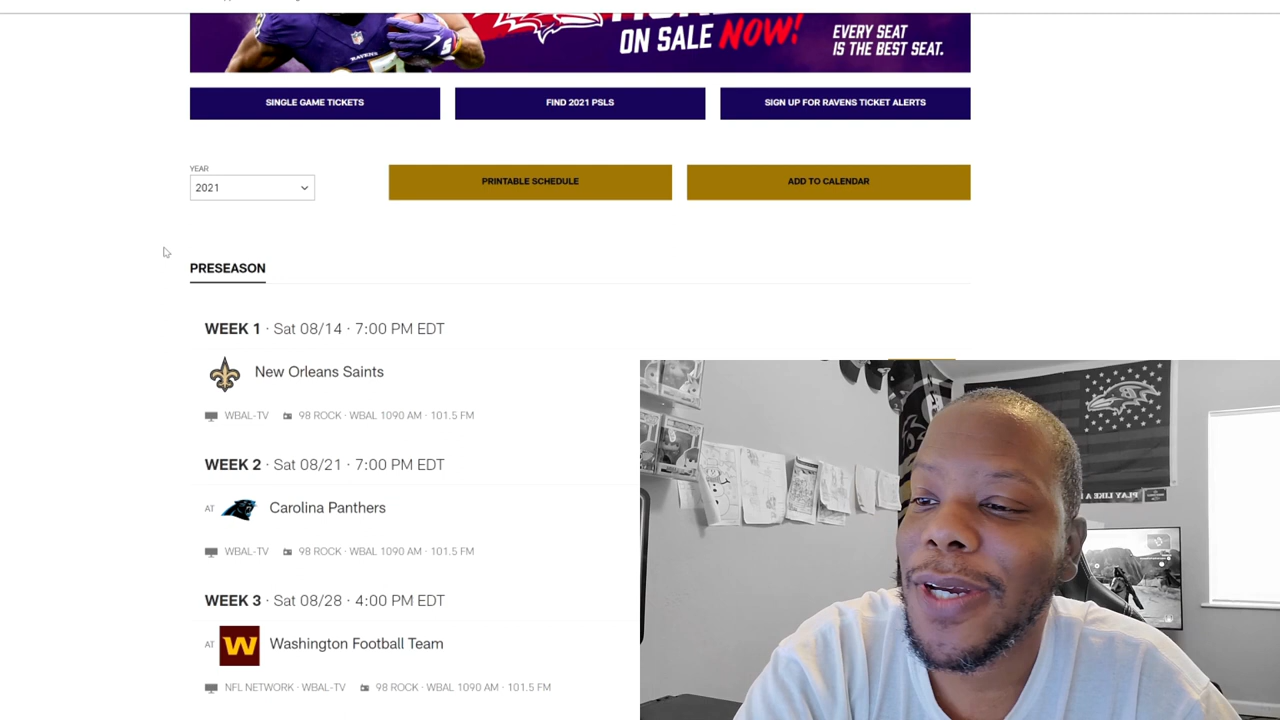 ON SALE NOW!
EVERY SEAT
IS THE BEST SEAT.
RAVENS
SINGLE GAME TICKETS
FIND 2021 PSLS
SIGN UP FOR RAVENS TICKET ALERTS
YEAR
2021
PRINTABLE SCHEDULE
ADD TO CALENDAR
PRESEASON
WEEK 1 · Sat 08/14 · 7:00 PM EDT
New Orleans Saints
WBAL-TV 98 ROCK · WBAL 1090 AM · 101.5 FM
WEEK 2 · Sat 08/21 · 7:00 PM EDT
AT Carolina Panthers
WBAL-TV 98 ROCK · WBAL 1090 AM · 101.5 FM
WEEK 3 · Sat 08/28 · 4:00 PM EDT
AT W Washington Football Team
NFL NETWORK · WBAL-TV 98 ROCK · WBAL 1090 AM · 101.5 FM
PLAY LIKE A